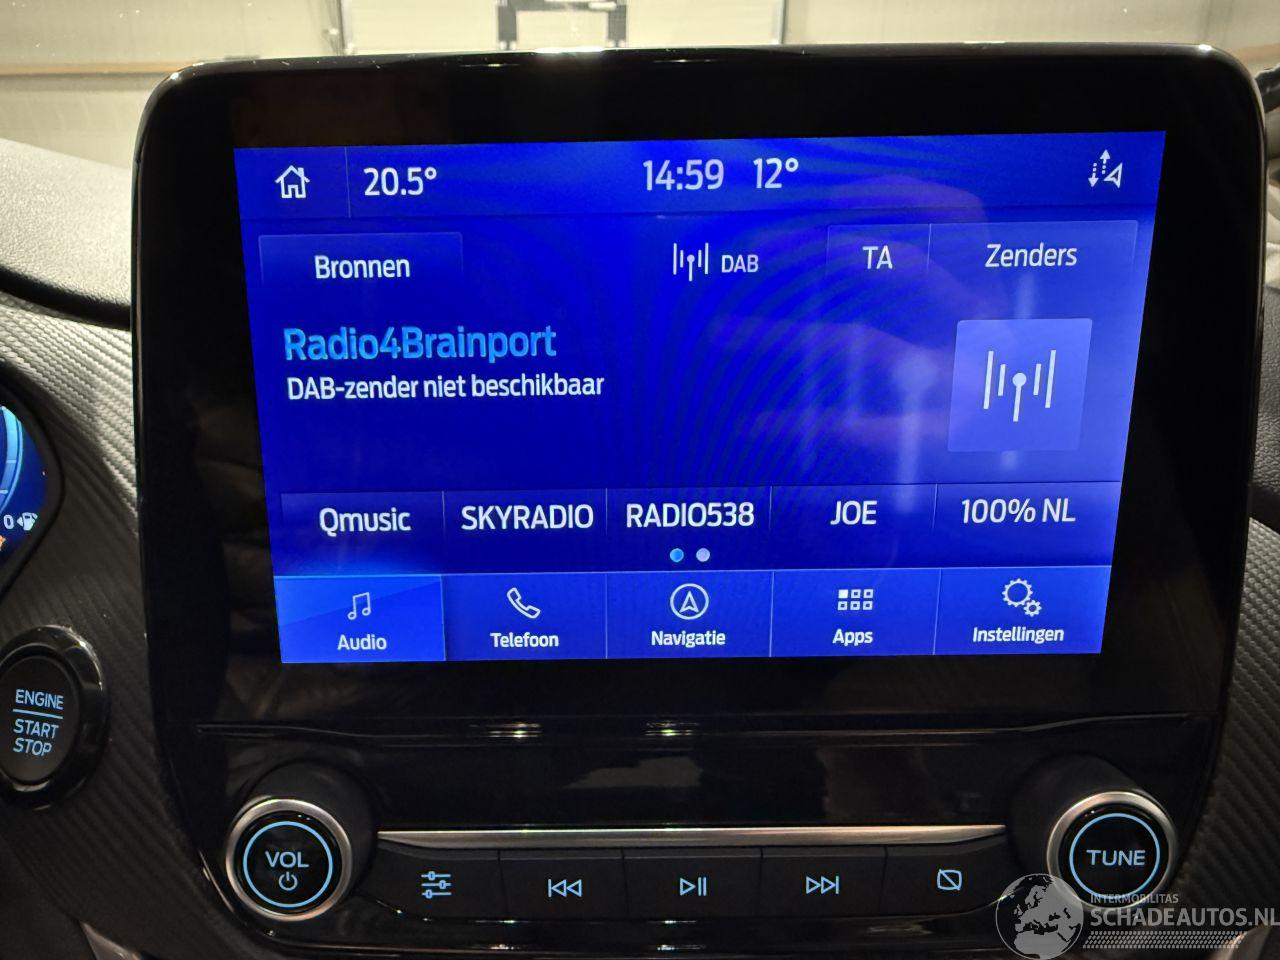 20.5° 14:59 12°
Bronnen DAB TA Zenders
Radio4Brainport
DAB-zender niet beschikbaar
Qmusic SKYRADIO RADIO538 JOE 100% NL
Audio Telefoon Navigatie Apps Instellingen
0
ENGINE
START
STOP
VOL
TUNE
INTERMOBILITAS
SCHADEAUTOS.NL